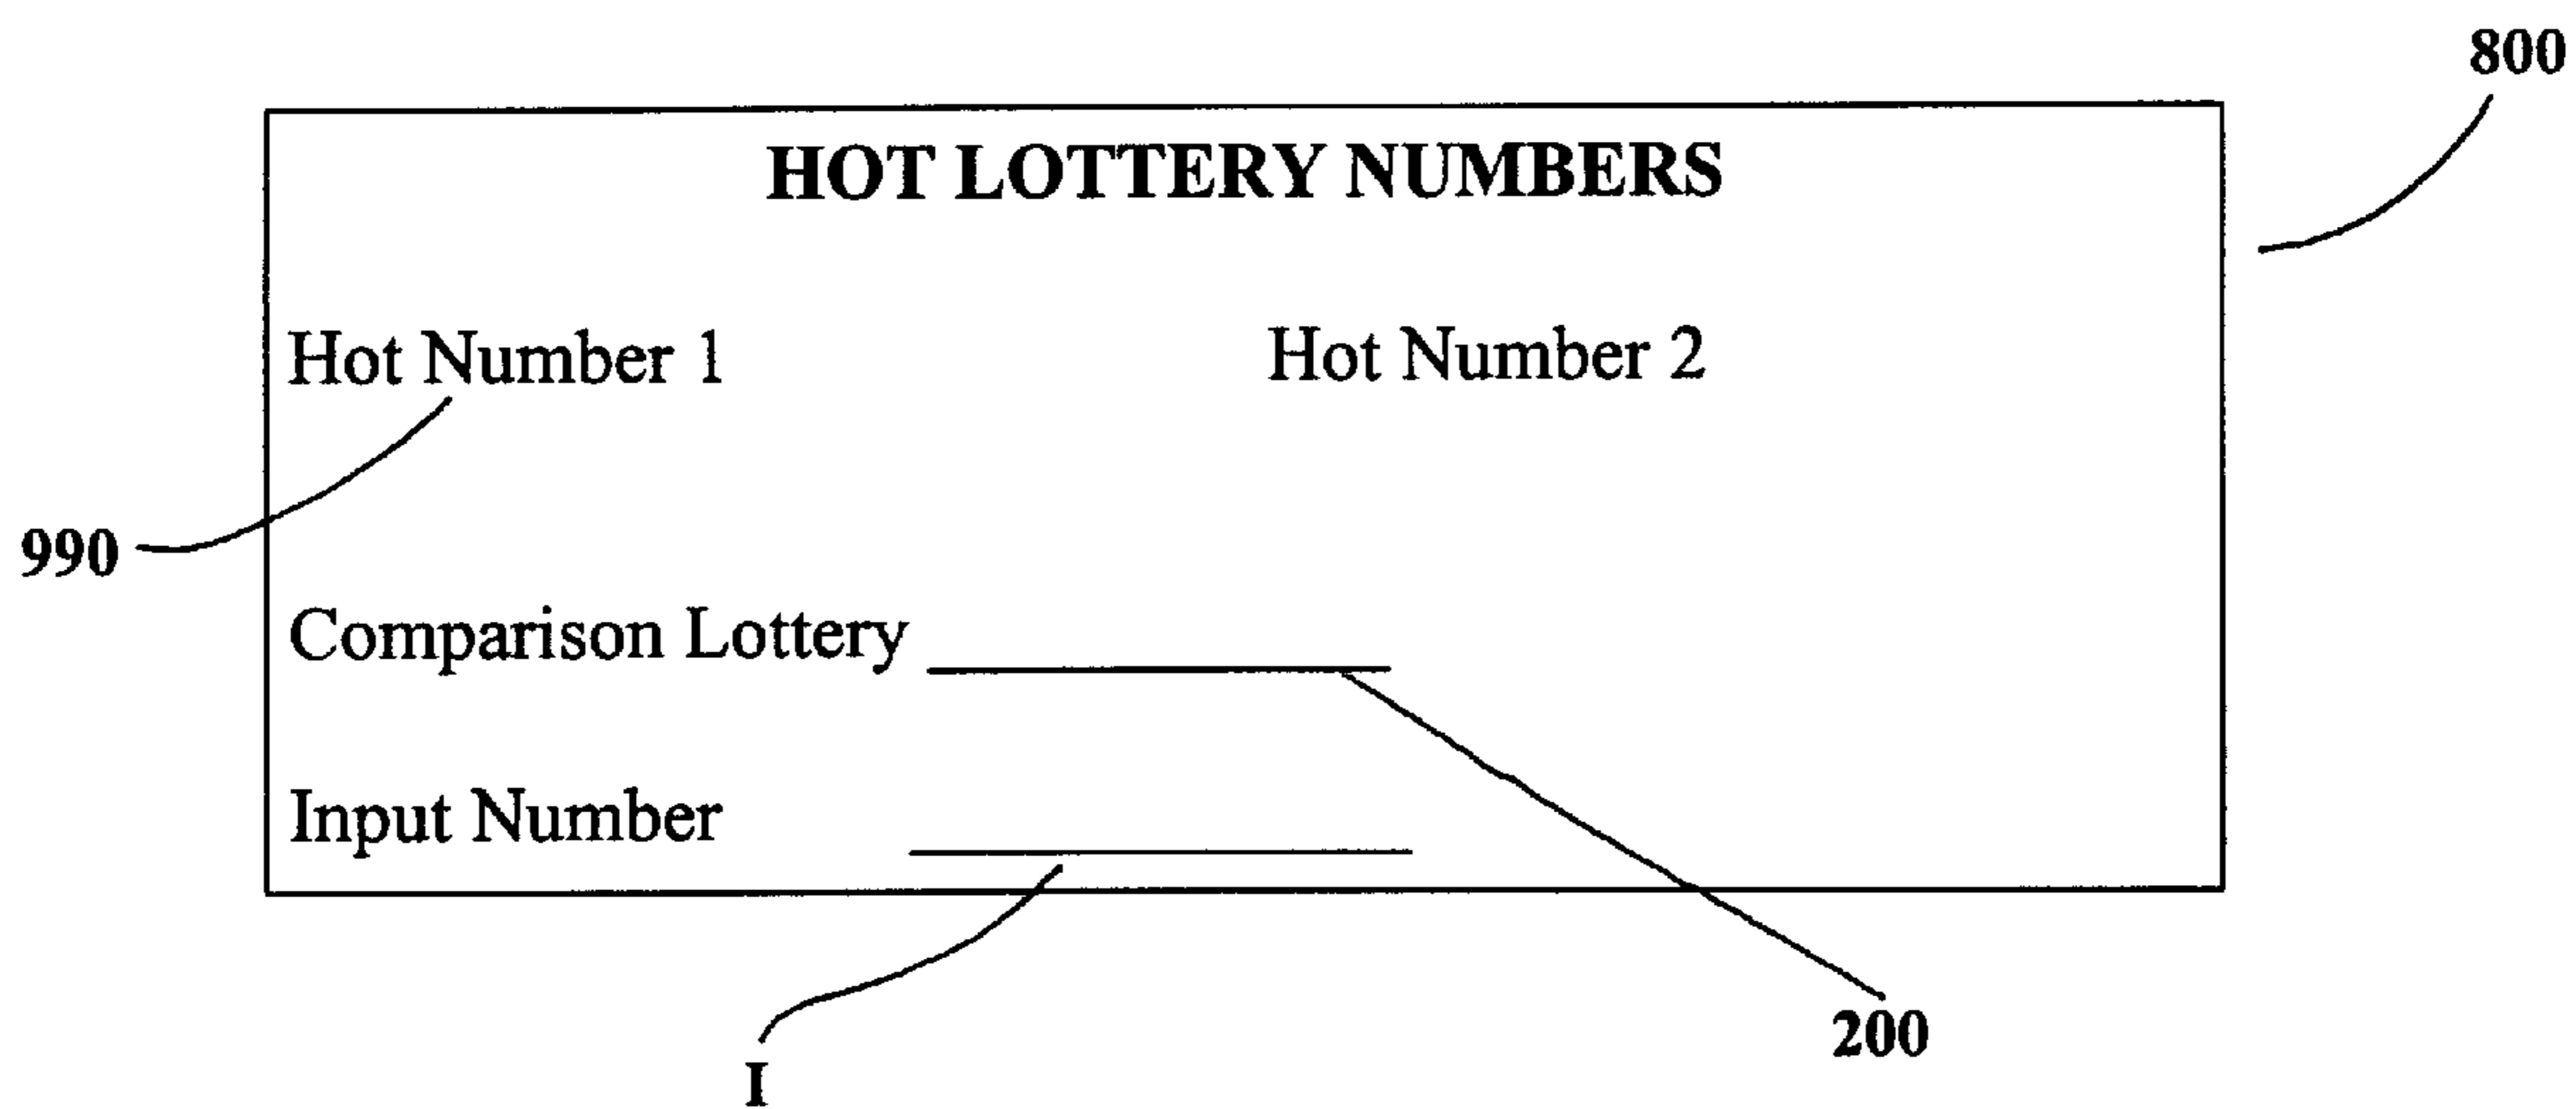 800
HOT LOTTERY NUMBERS
Hot Number 1 Hot Number 2
990
Comparison Lottery
Input Number
200
I